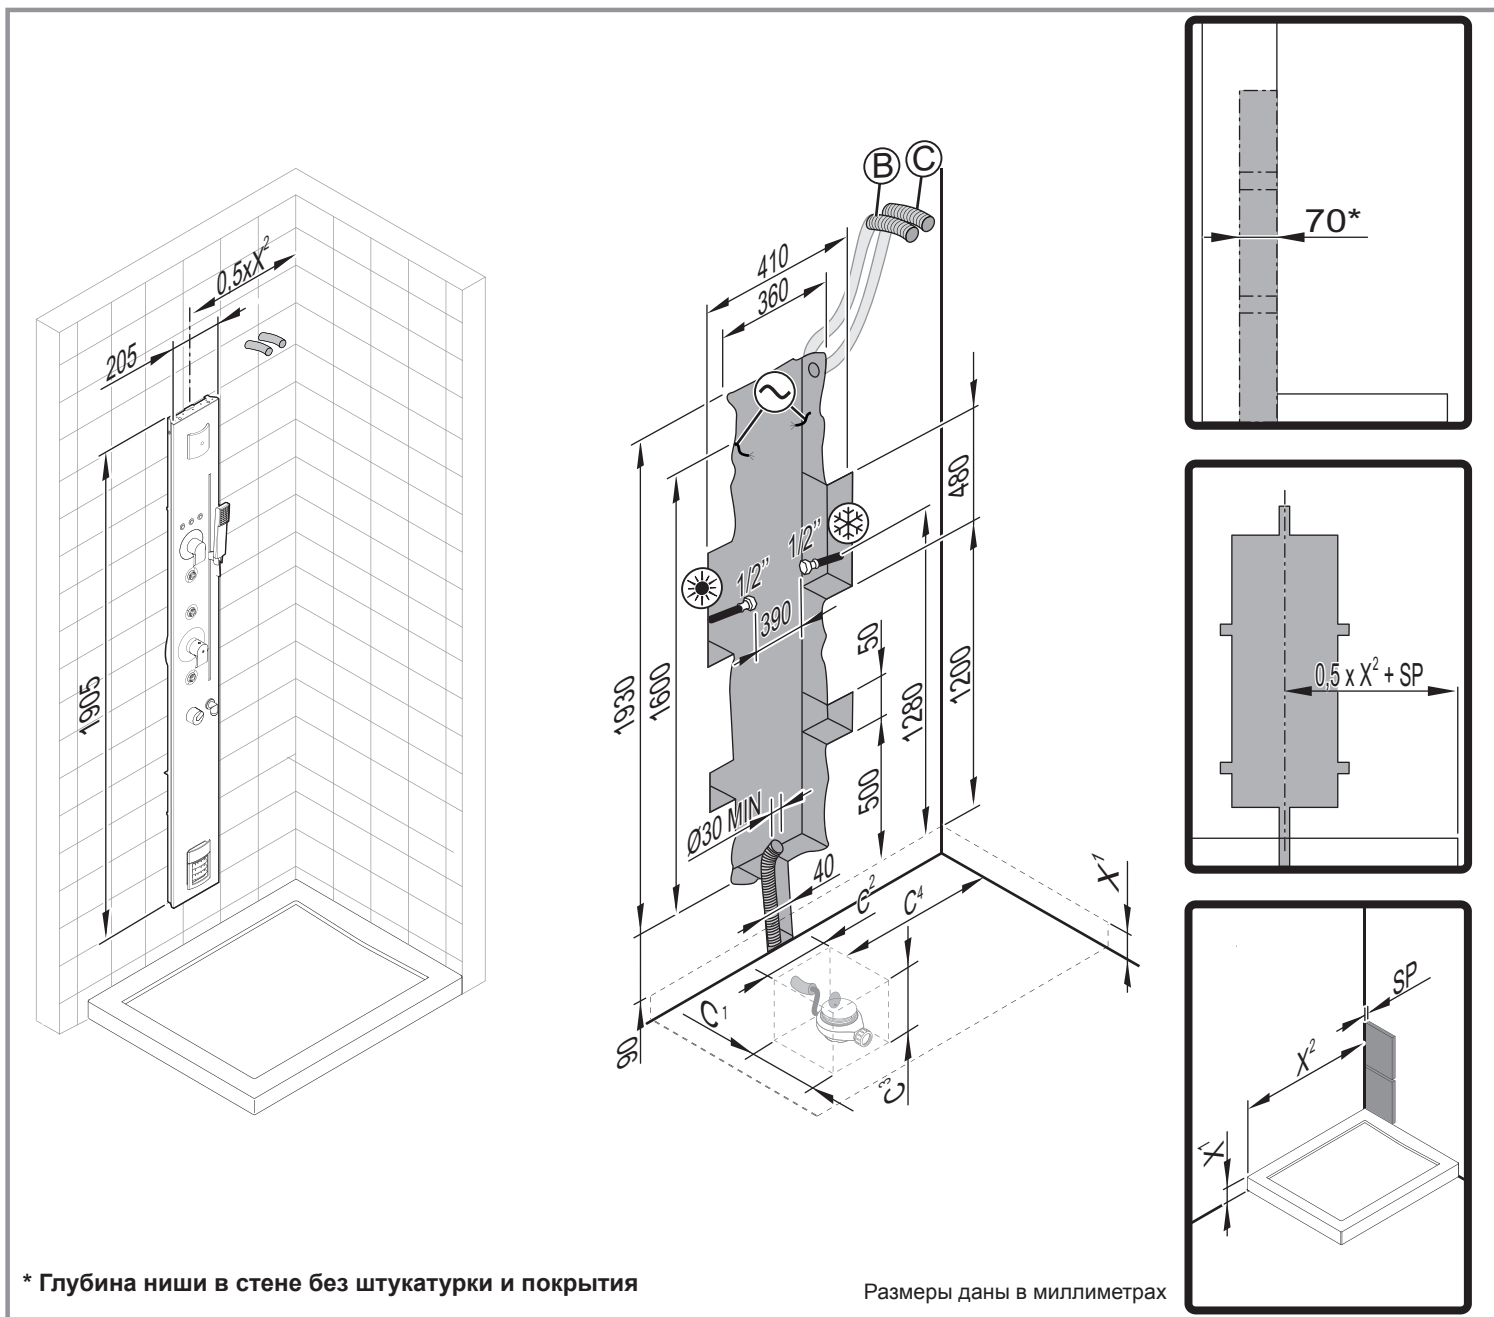 0,5xX²
205
1905
B
C
410
360
480
1/2”
1/2”
390
50
1930
1600
1280
1200
500
Ø30 MIN
40
C²
C⁴
X¹
C¹
C³
90
70*
0,5 x X² + SP
SP
X²
X¹
* Глубина ниши в стене без штукатурки и покрытия
Размеры даны в миллиметрах